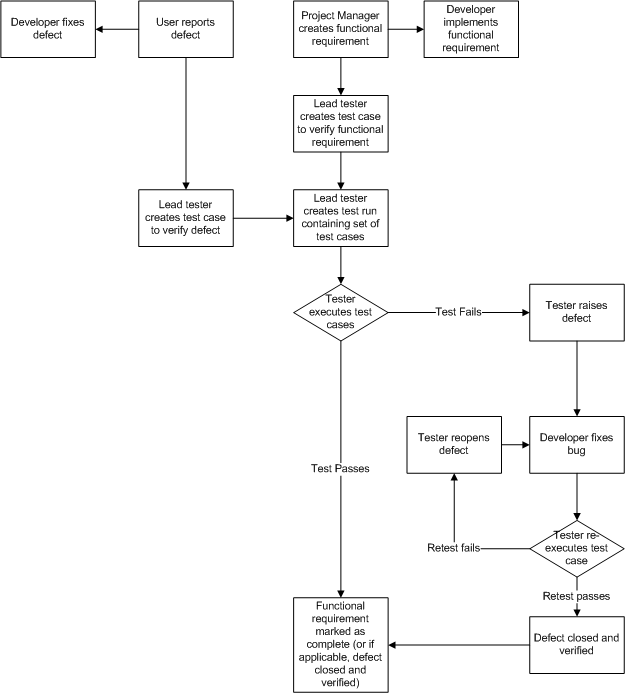 Developer fixes
defect
User reports
defect
Project Manager
creates functional
requirement
Developer
implements
functional
requirement
Lead tester
creates test case
to verify functional
requirement
Lead tester
creates test case
to verify defect
Lead tester
creates test run
containing set of
test cases
Tester
executes test
cases
Test Fails
Tester raises
defect
Tester reopens
defect
Developer fixes
bug
Test Passes
Tester re-
executes test
case
Retest fails
Retest passes
Functional
requirement
marked as
complete (or if
applicable, defect
closed and
verified)
Defect closed and
verified